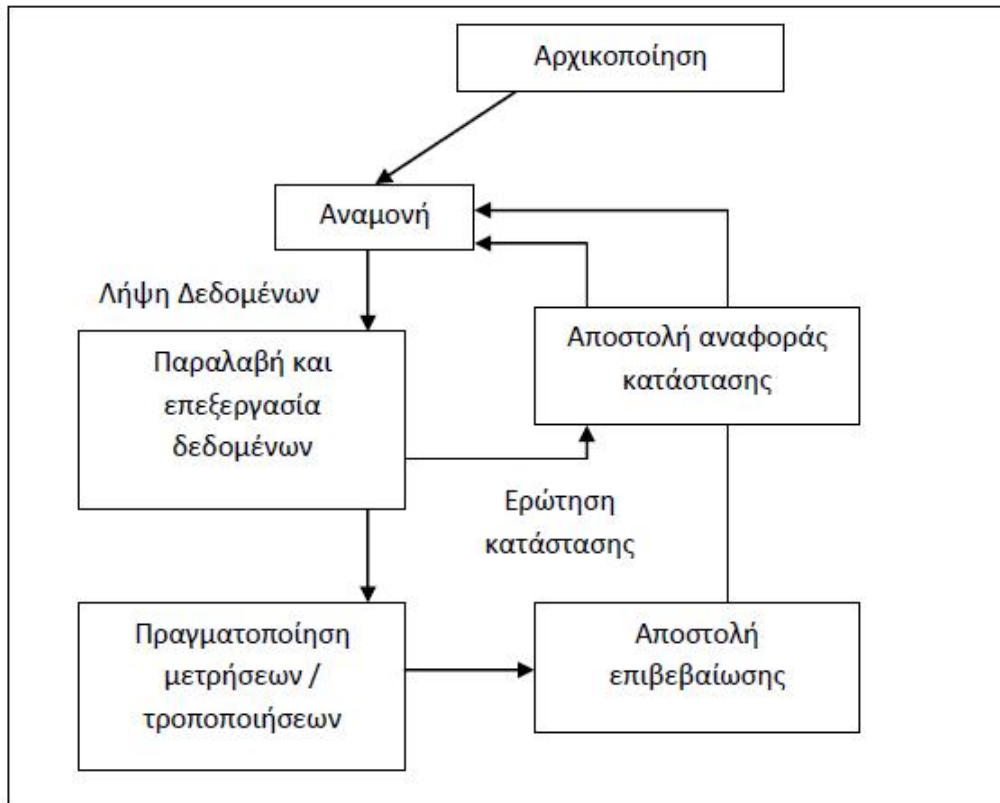 Αρχικοποίηση
Αναμονή
Λήψη Δεδομένων
Παραλαβή και
επεξεργασία
δεδομένων
Αποστολή αναφοράς
κατάστασης
Ερώτηση
κατάστασης
Πραγματοποίηση
μετρήσεων /
τροποποιήσεων
Αποστολή
επιβεβαίωσης